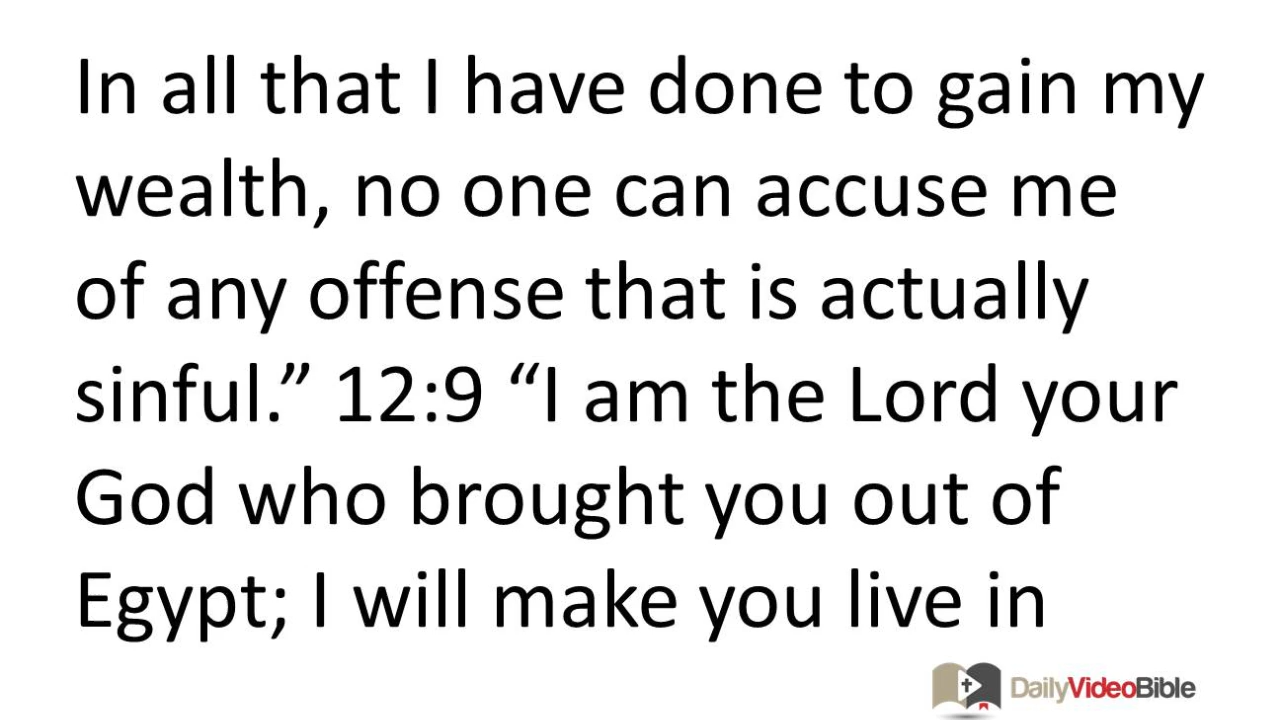 In all that I have done to gain my
wealth, no one can accuse me
of any offense that is actually
sinful.” 12:9 “I am the Lord your
God who brought you out of
Egypt; I will make you live in
DailyVideoBible